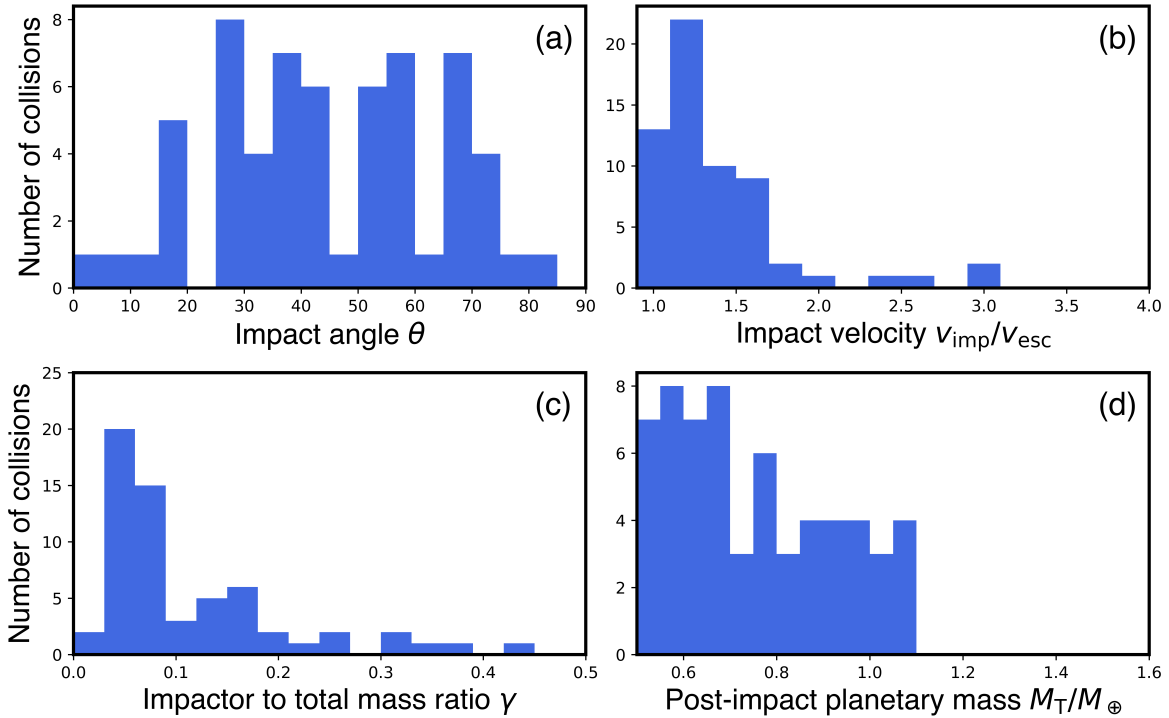 (a)
Number of collisions
8
6
4
2
0
0 10 20 30 40 50 60 70 80 90
Impact angle θ
(b)
20
15
10
5
0
1.0 1.5 2.0 2.5 3.0 3.5 4.0
Impact velocity v_imp/v_esc
(c)
Number of collisions
25
20
15
10
5
0
0.0 0.1 0.2 0.3 0.4 0.5
Impactor to total mass ratio γ
(d)
8
6
4
2
0
0.6 0.8 1.0 1.2 1.4 1.6
Post-impact planetary mass M_T/M_⊕